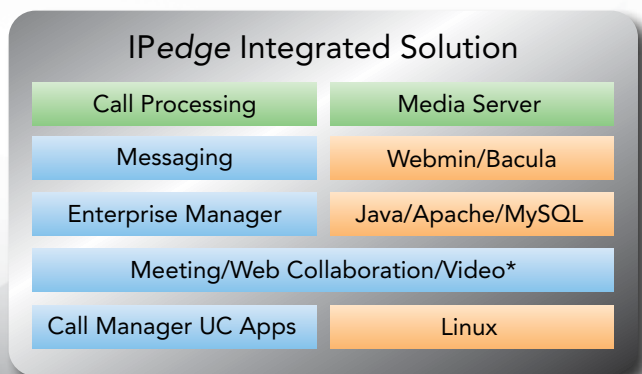 IPedge Integrated Solution
Call Processing
Media Server
Messaging
Webmin/Bacula
Enterprise Manager
Java/Apache/MySQL
Meeting/Web Collaboration/Video*
Call Manager UC Apps
Linux